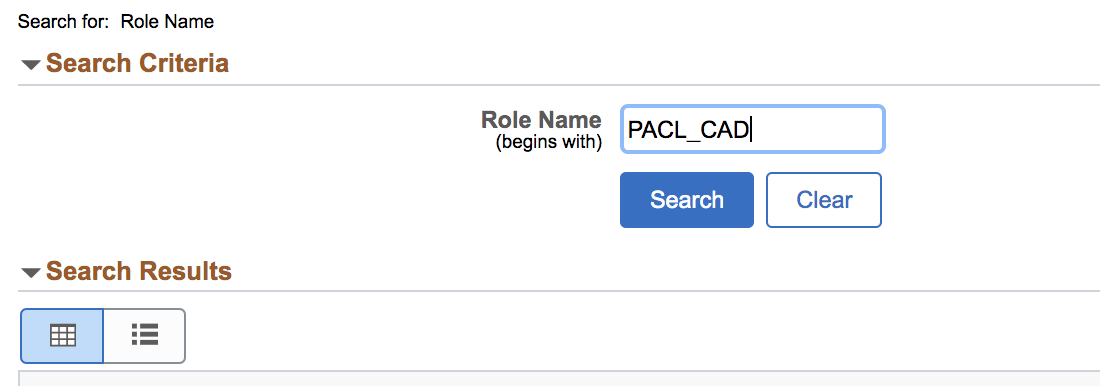 Search for: Role Name
Search Criteria
Role Name
(begins with)
PACL_CAD
Search
Clear
Search Results